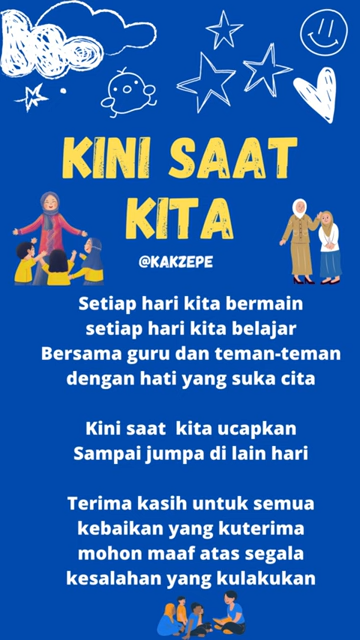 KINI SAAT
KITA
@KAKZEPE
Setiap hari kita bermain
setiap hari kita belajar
Bersama guru dan teman-teman
dengan hati yang suka cita
Kini saat kita ucapkan
Sampai jumpa di lain hari
Terima kasih untuk semua
kebaikan yang kuterima
mohon maaf atas segala
kesalahan yang kulakukan